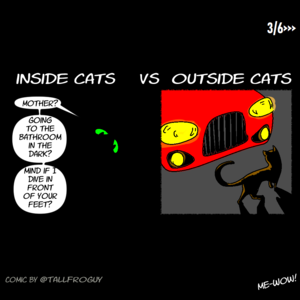 3/6>>>
INSIDE CATS VS OUTSIDE CATS
MOTHER?
GOING
TO THE
BATHROOM
IN THE
DARK?
MIND IF I
DIVE IN
FRONT
OF YOUR
FEET?
COMIC BY @TALLFROGUY
ME-WOW!